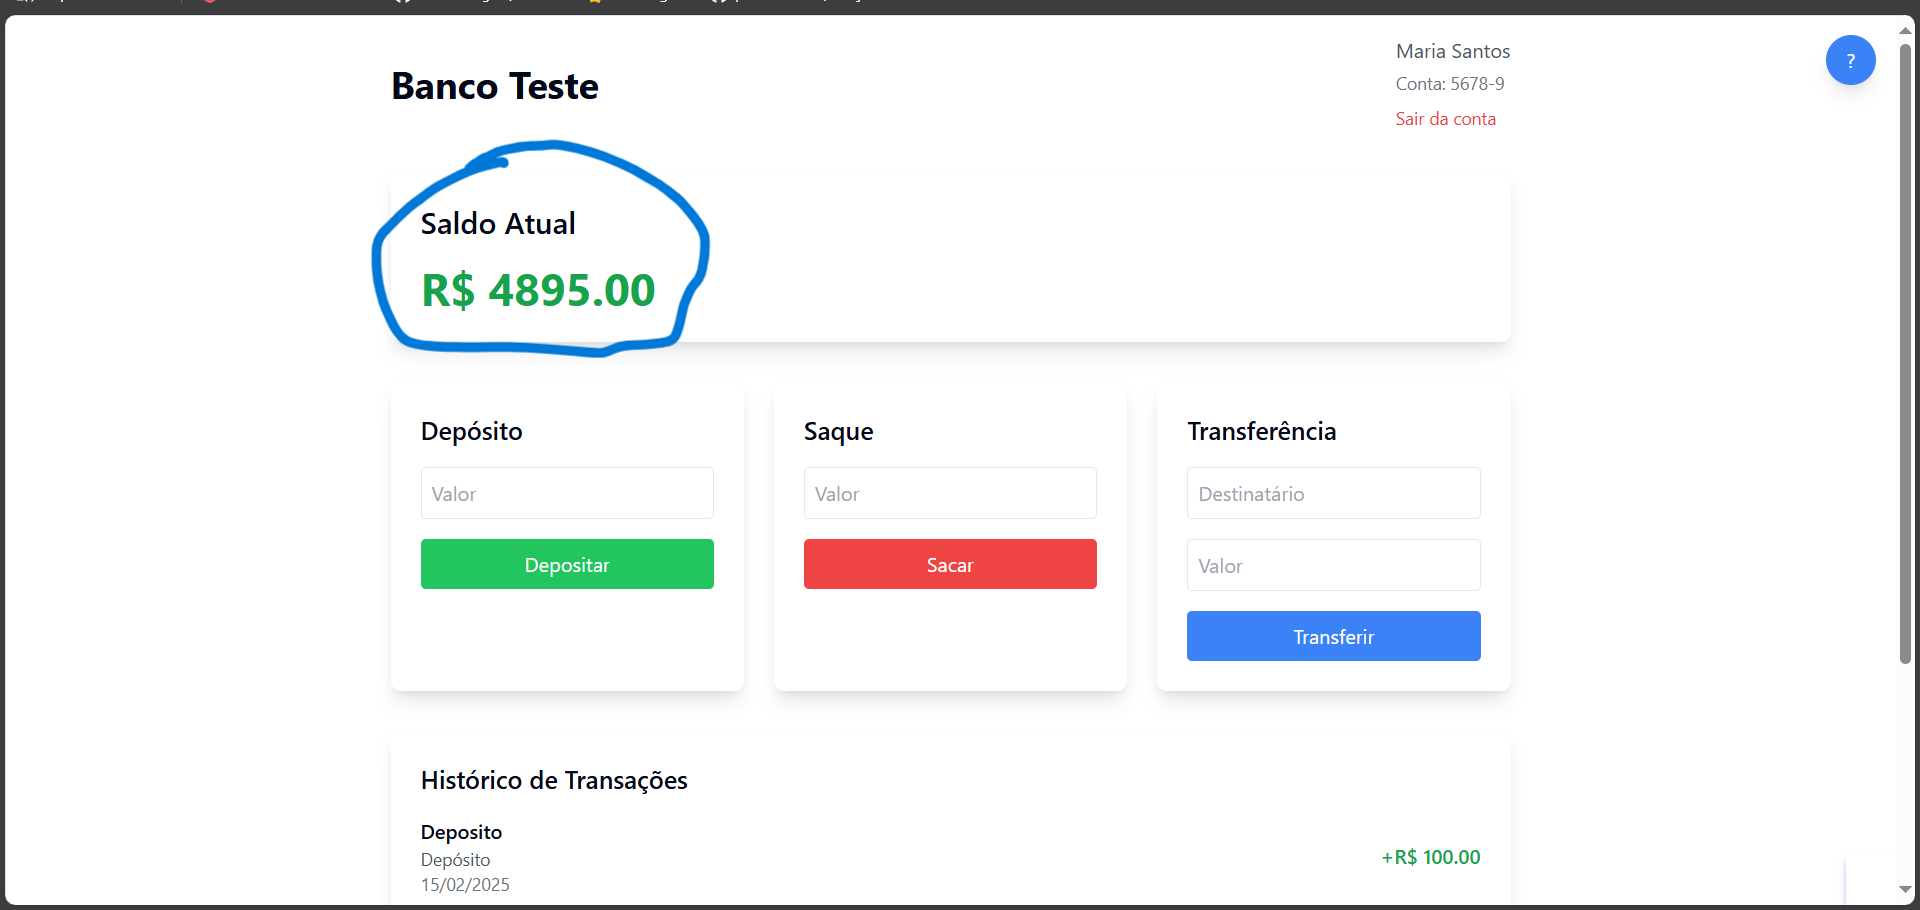 Banco Teste
Maria Santos
Conta: 5678-9
Sair da conta
?
Saldo Atual
R$ 4895.00
Depósito
Valor
Depositar
Saque
Valor
Sacar
Transferência
Destinatário
Valor
Transferir
Histórico de Transações
Deposito
Depósito
15/02/2025
+R$ 100.00